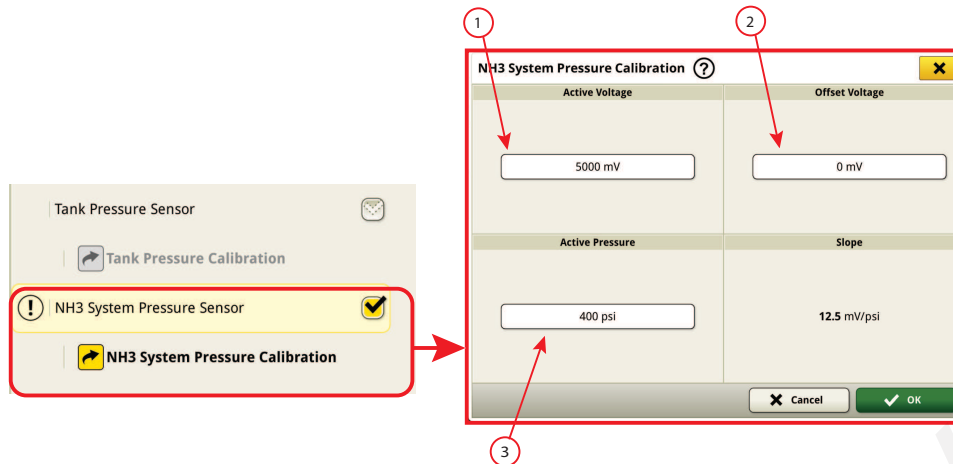 1
2
NH3 System Pressure Calibration ?
Active Voltage
Offset Voltage
5000 mV
0 mV
Tank Pressure Sensor
Tank Pressure Calibration
! NH3 System Pressure Sensor
NH3 System Pressure Calibration
Active Pressure
Slope
400 psi
12.5 mV/psi
Cancel
OK
3